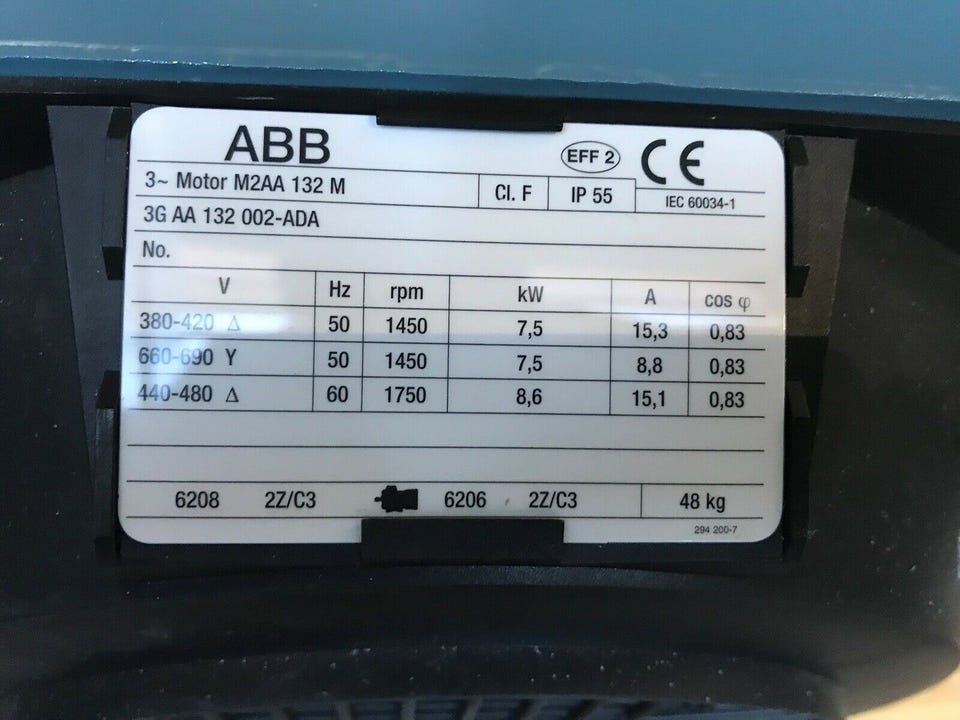 ABB
EFF 2
CE
3~ Motor M2AA 132 M
Cl. F
IP 55
IEC 60034-1
3G AA 132 002-ADA
No.
V Hz rpm kW A cos φ
380-420 Δ 50 1450 7,5 15,3 0,83
660-690 Y 50 1450 7,5 8,8 0,83
440-480 Δ 60 1750 8,6 15,1 0,83
6208 2Z/C3 6206 2Z/C3 48 kg
294 200-7